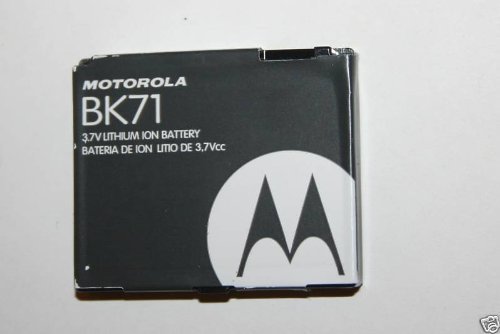 MOTOROLA
BK71
3.7V LITHIUM ION BATTERY
BATERIA DE ION LITIO DE 3,7Vcc